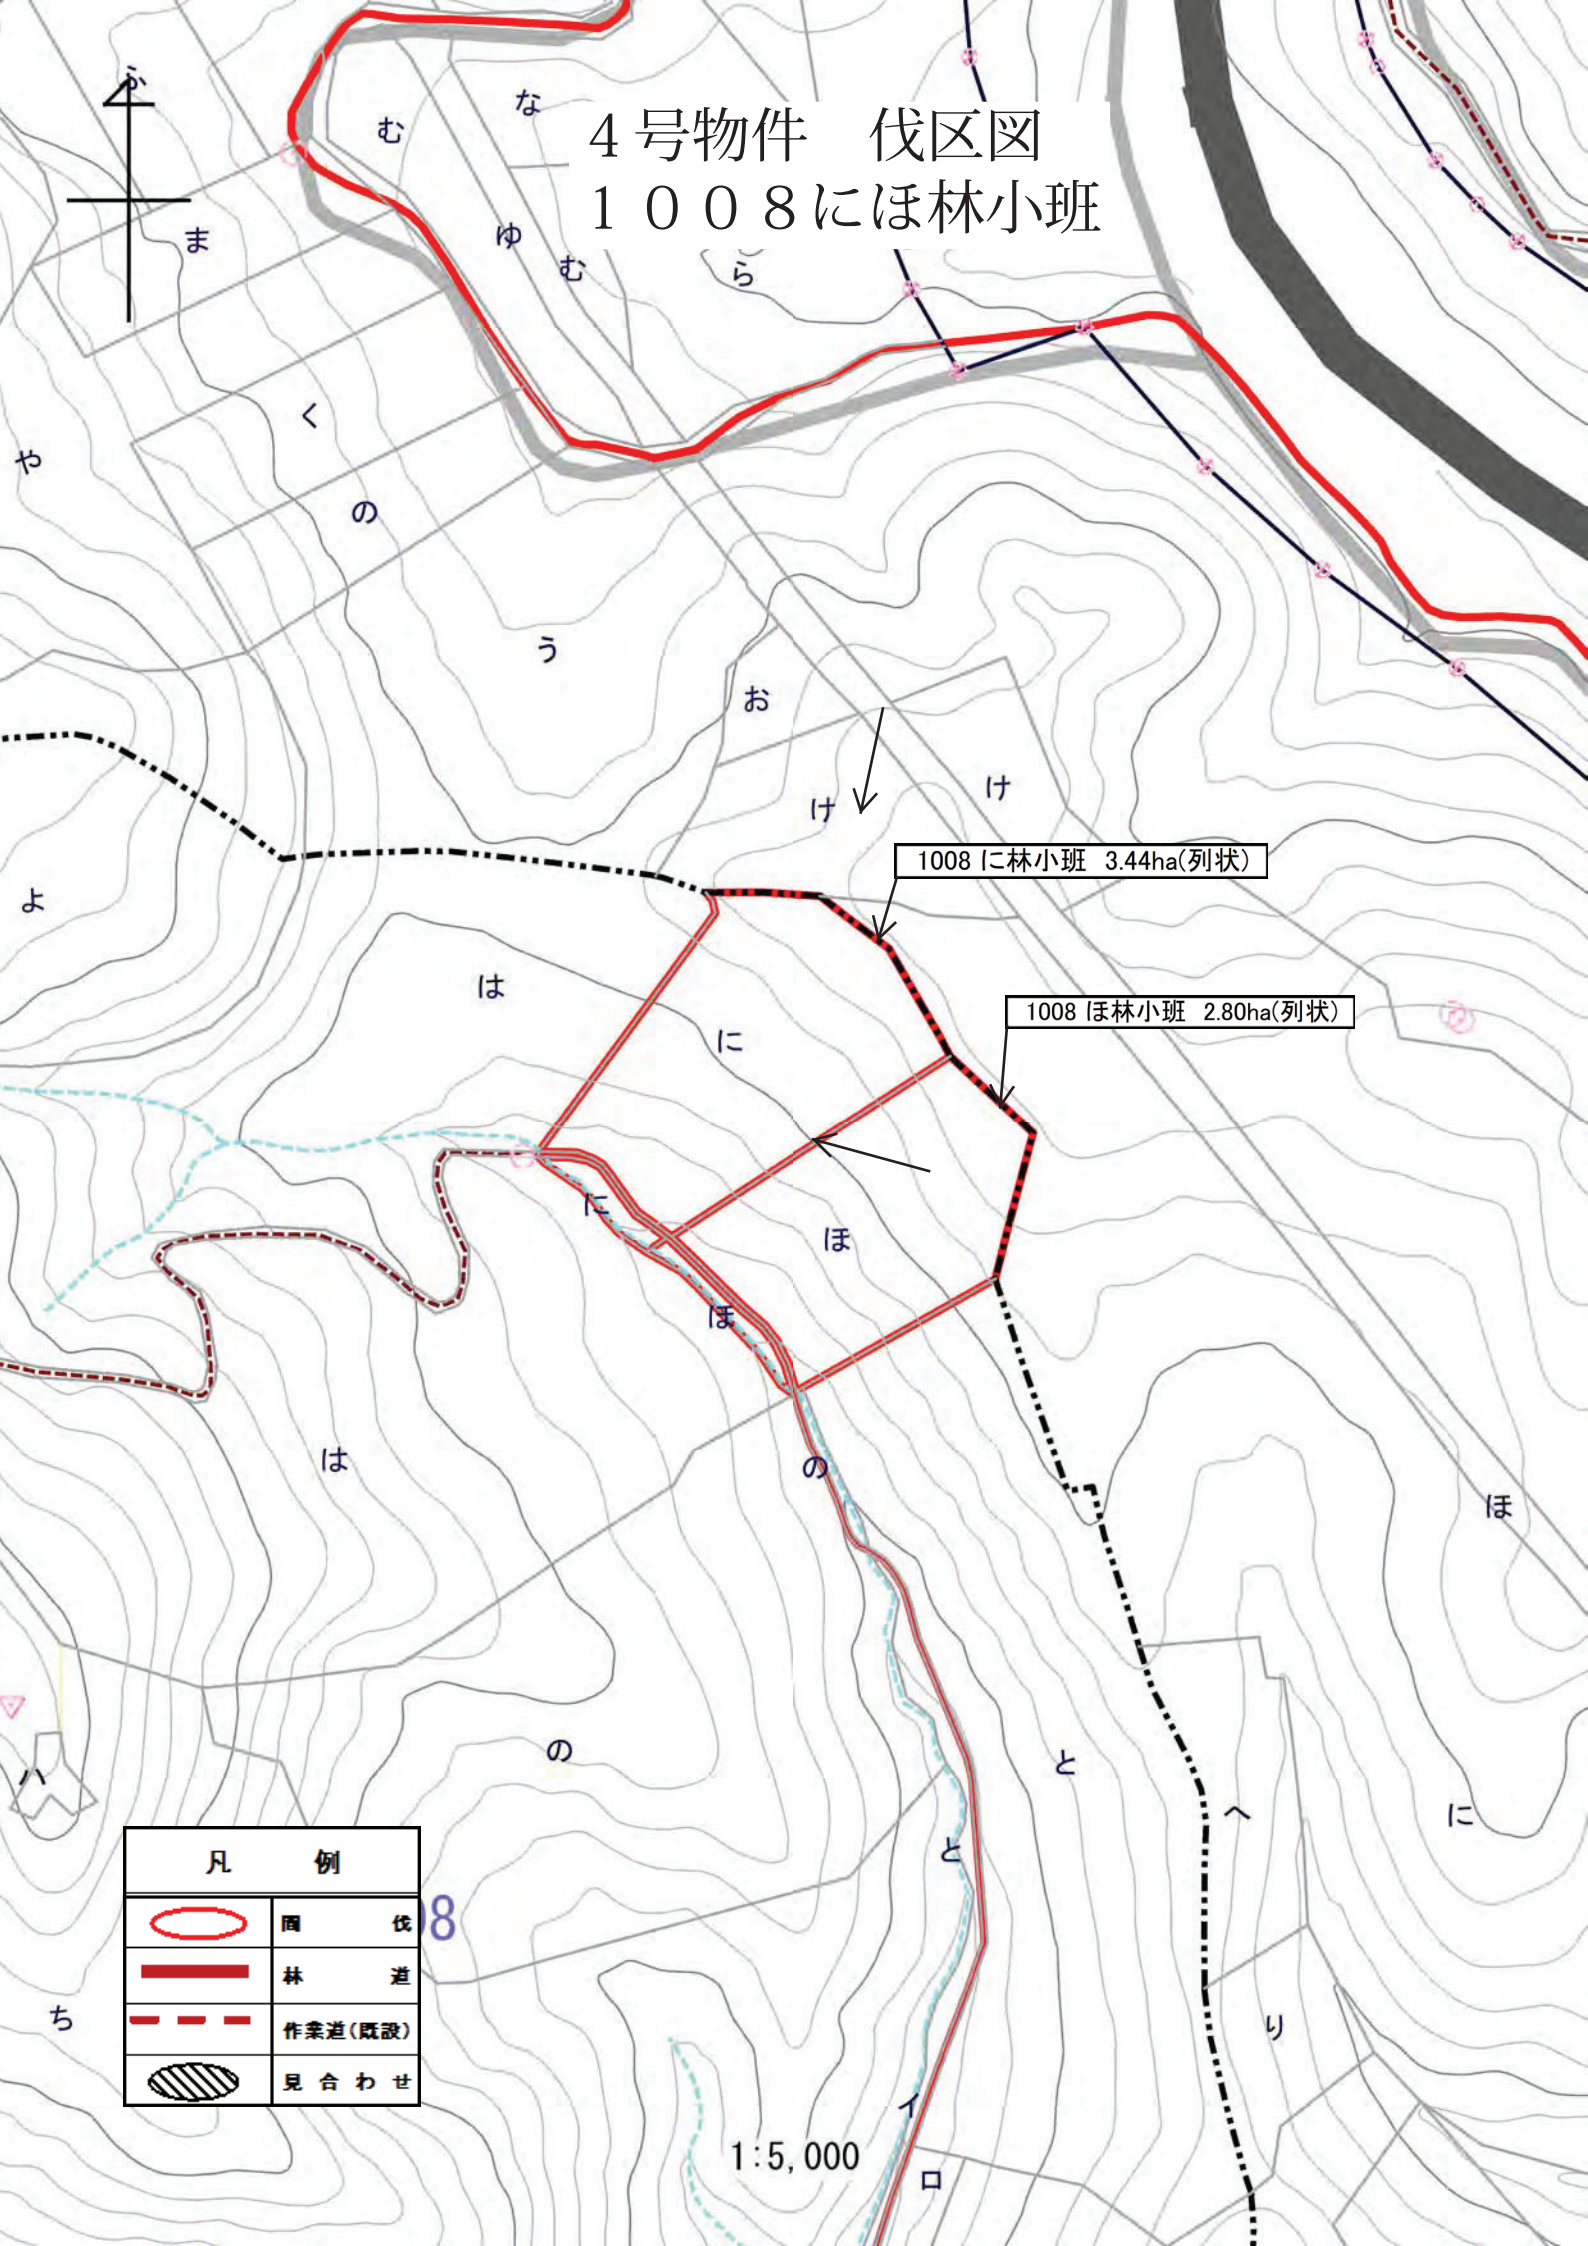 ふ
な
む
４号物件　伐区図
１００８にほ林小班
ま
ゆ
む
ら
く
や
の
う
お
け
け
1008 に林小班 3.44ha(列状)
よ
は
1008 ほ林小班 2.80ha(列状)
に
に
ほ
ほ
は
の
ほ
の
と
ハ
へ
に
と
凡 例
間 伐
8
林 道
ち
作業道(既設)
り
見 合 わ せ
イ
1:5,000
ロ